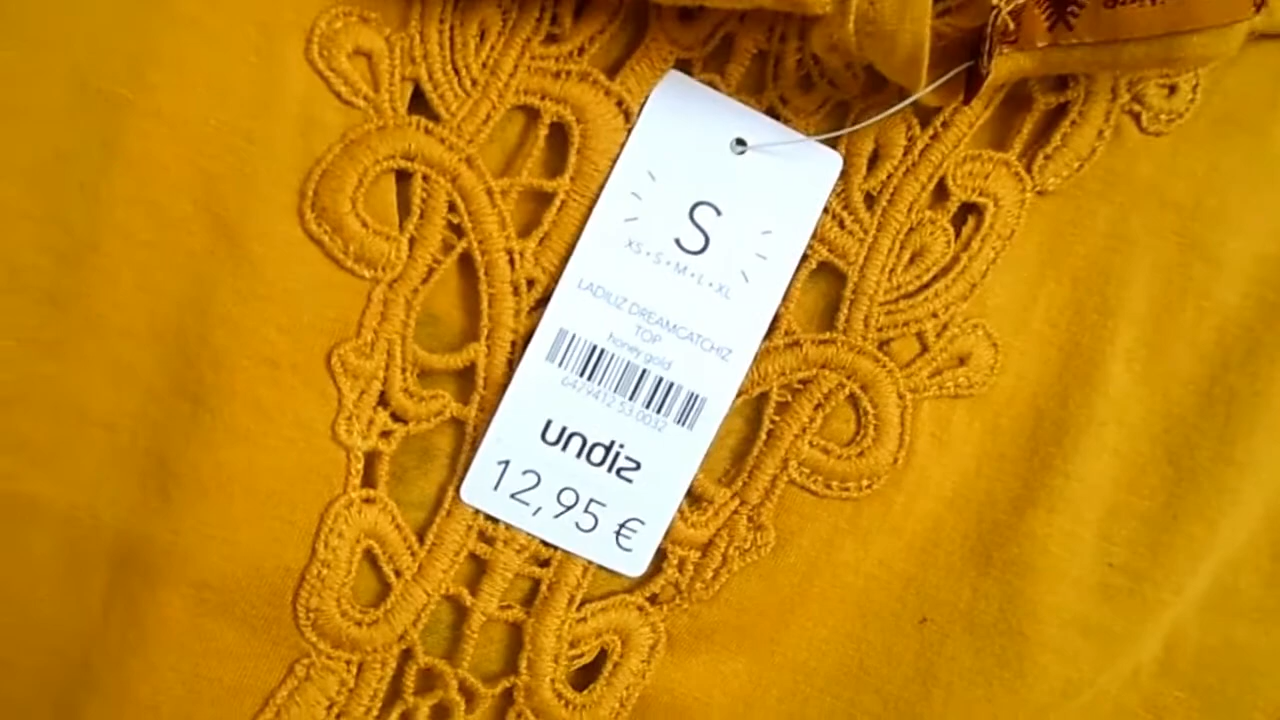 S
XS • S • M • L • XL
LADILIZ DREAMCATCHIZ
TOP
honey gold
6479412 53 0032
undiz
12,95 €